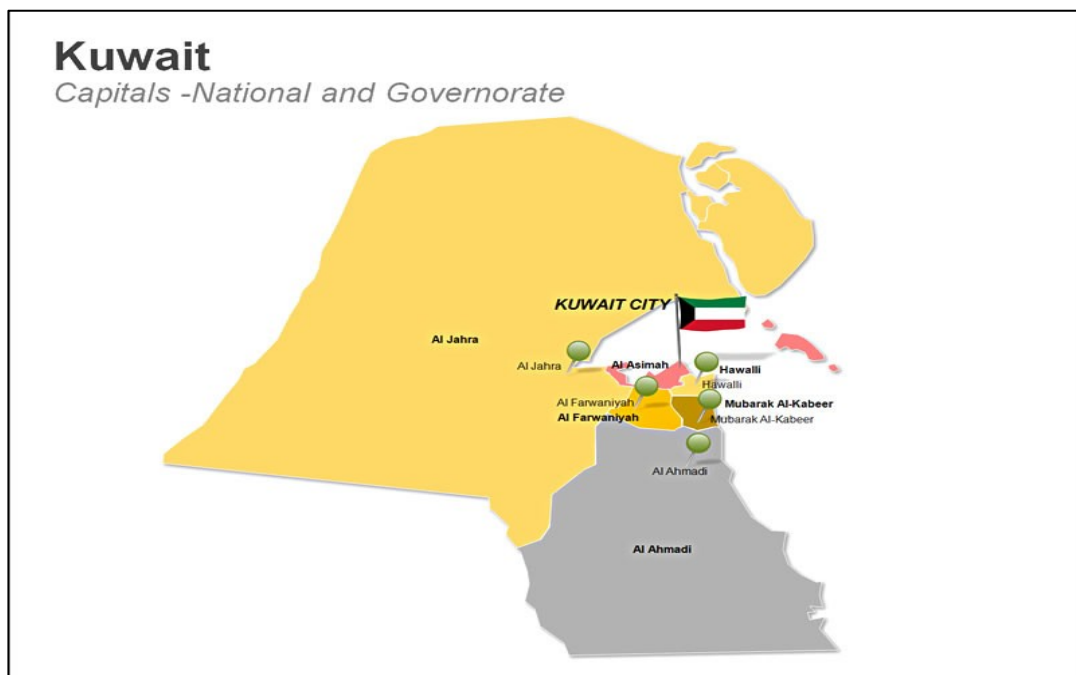 Kuwait
Capitals -National and Governorate
KUWAIT CITY
Al Jahra
Al Jahra
Al Asimah
Hawalli
Hawalli
Al Farwaniyah
Al Farwaniyah
Mubarak Al-Kabeer
Mubarak Al-Kabeer
Al Ahmadi
Al Ahmadi